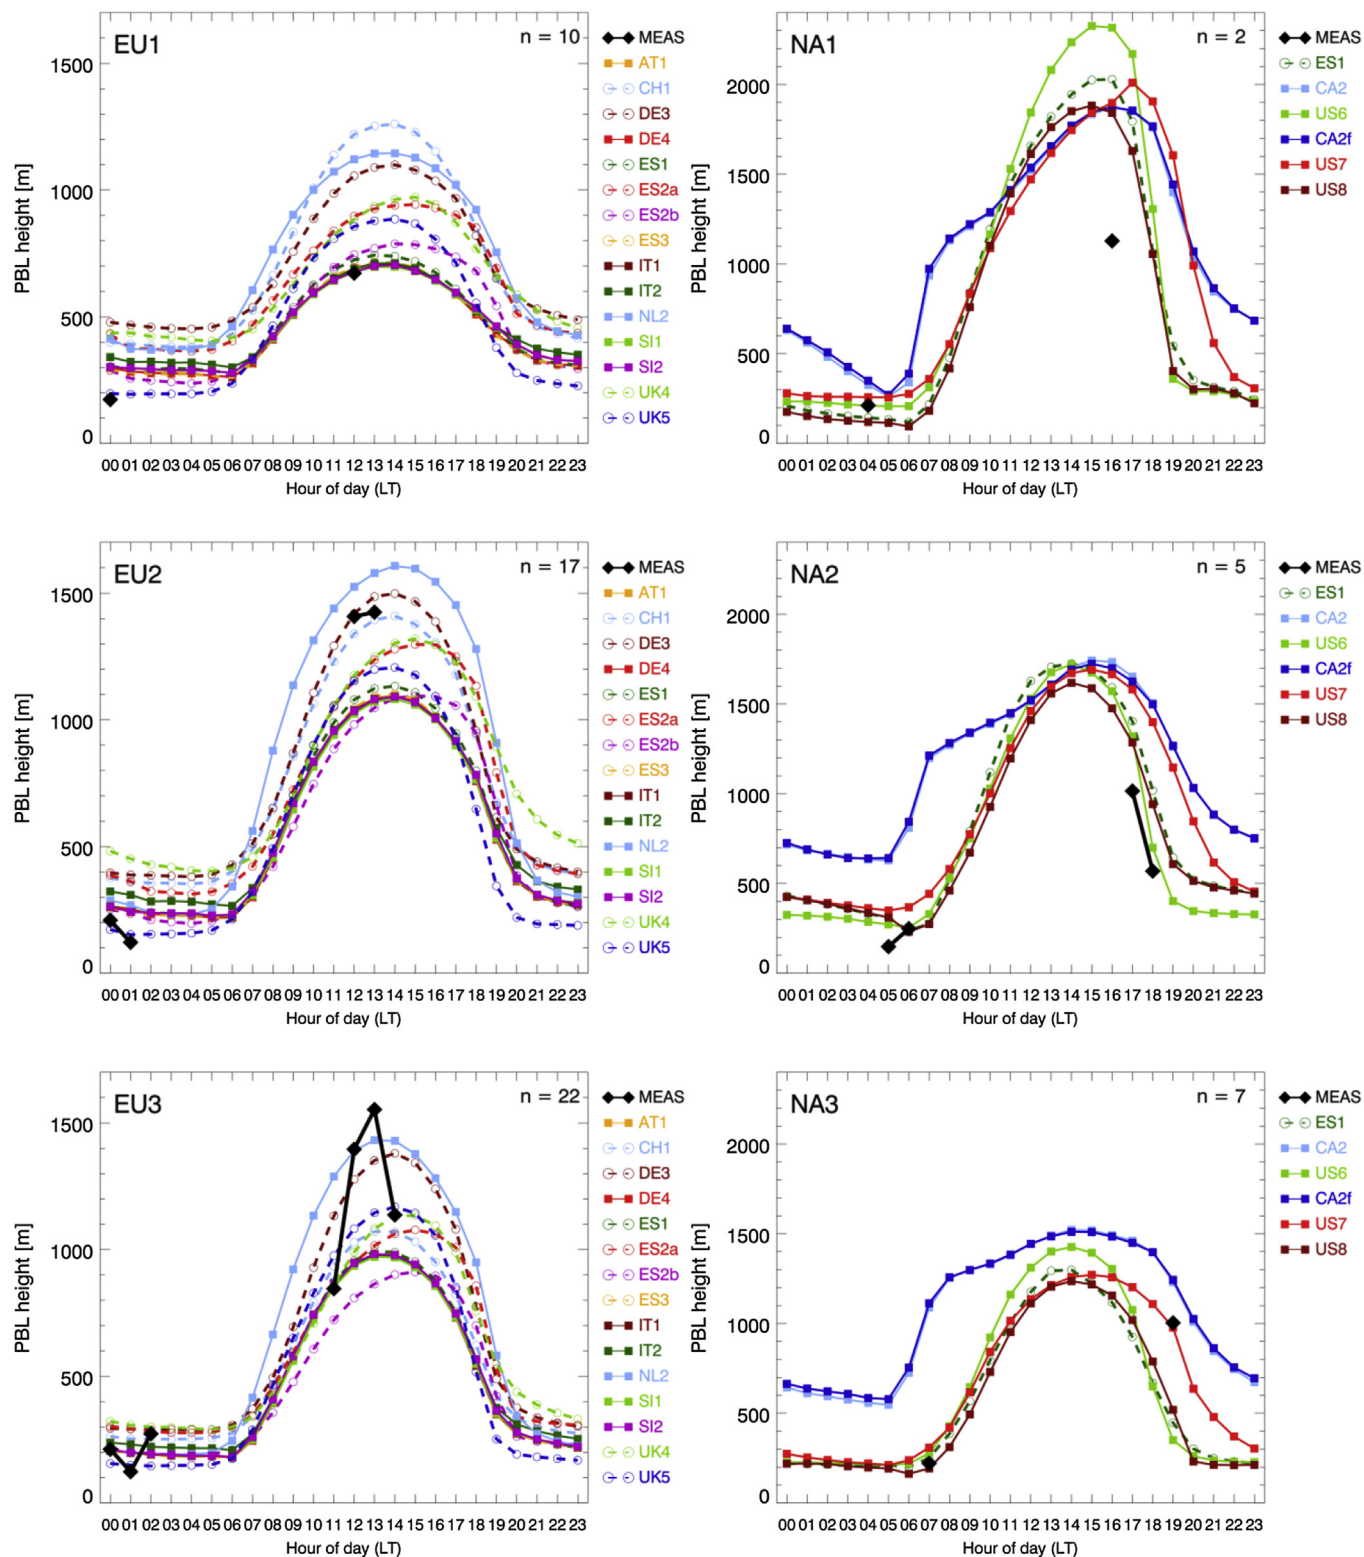 EU1
n = 10
PBL height [m]
1500
1000
500
0
00 01 02 03 04 05 06 07 08 09 10 11 12 13 14 15 16 17 18 19 20 21 22 23
Hour of day (LT)
MEAS
AT1
CH1
DE3
DE4
ES1
ES2a
ES2b
ES3
IT1
IT2
NL2
SI1
SI2
UK4
UK5
NA1
n = 2
PBL height [m]
2000
1500
1000
500
0
00 01 02 03 04 05 06 07 08 09 10 11 12 13 14 15 16 17 18 19 20 21 22 23
Hour of day (LT)
MEAS
ES1
CA2
US6
CA2f
US7
US8
EU2
n = 17
PBL height [m]
1500
1000
500
0
00 01 02 03 04 05 06 07 08 09 10 11 12 13 14 15 16 17 18 19 20 21 22 23
Hour of day (LT)
MEAS
AT1
CH1
DE3
DE4
ES1
ES2a
ES2b
ES3
IT1
IT2
NL2
SI1
SI2
UK4
UK5
NA2
n = 5
PBL height [m]
2000
1500
1000
500
0
00 01 02 03 04 05 06 07 08 09 10 11 12 13 14 15 16 17 18 19 20 21 22 23
Hour of day (LT)
MEAS
ES1
CA2
US6
CA2f
US7
US8
EU3
n = 22
PBL height [m]
1500
1000
500
0
00 01 02 03 04 05 06 07 08 09 10 11 12 13 14 15 16 17 18 19 20 21 22 23
Hour of day (LT)
MEAS
AT1
CH1
DE3
DE4
ES1
ES2a
ES2b
ES3
IT1
IT2
NL2
SI1
SI2
UK4
UK5
NA3
n = 7
PBL height [m]
2000
1500
1000
500
0
00 01 02 03 04 05 06 07 08 09 10 11 12 13 14 15 16 17 18 19 20 21 22 23
Hour of day (LT)
MEAS
ES1
CA2
US6
CA2f
US7
US8